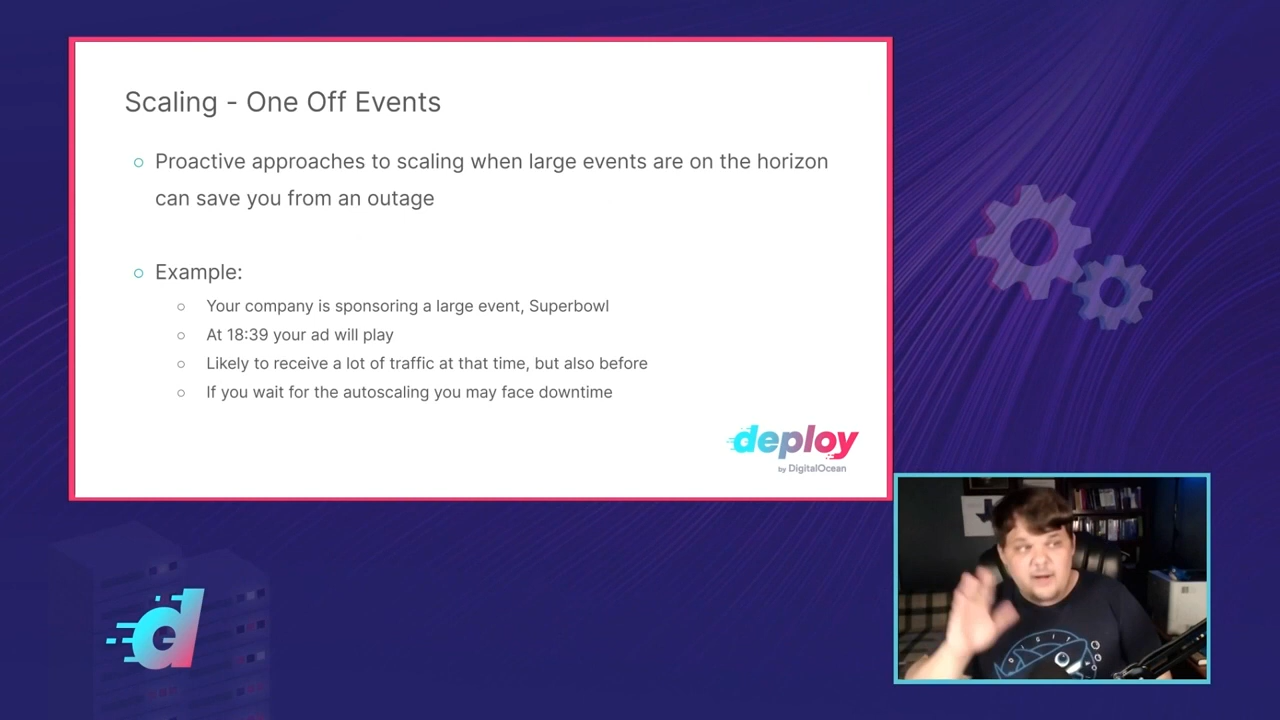 Scaling - One Off Events
○ Proactive approaches to scaling when large events are on the horizon
can save you from an outage
○ Example:
○ Your company is sponsoring a large event, Superbowl
○ At 18:39 your ad will play
○ Likely to receive a lot of traffic at that time, but also before
○ If you wait for the autoscaling you may face downtime
deploy
by DigitalOcean
d